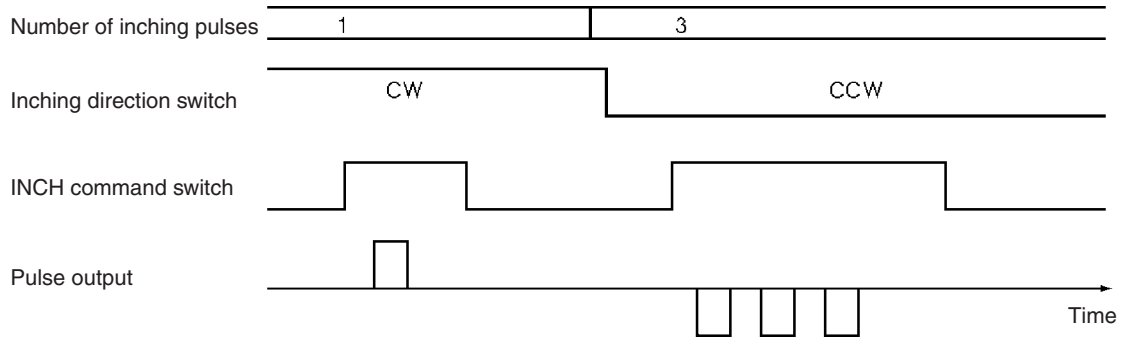 Number of inching pulses 1 3
Inching direction switch CW CCW
INCH command switch
Pulse output
Time